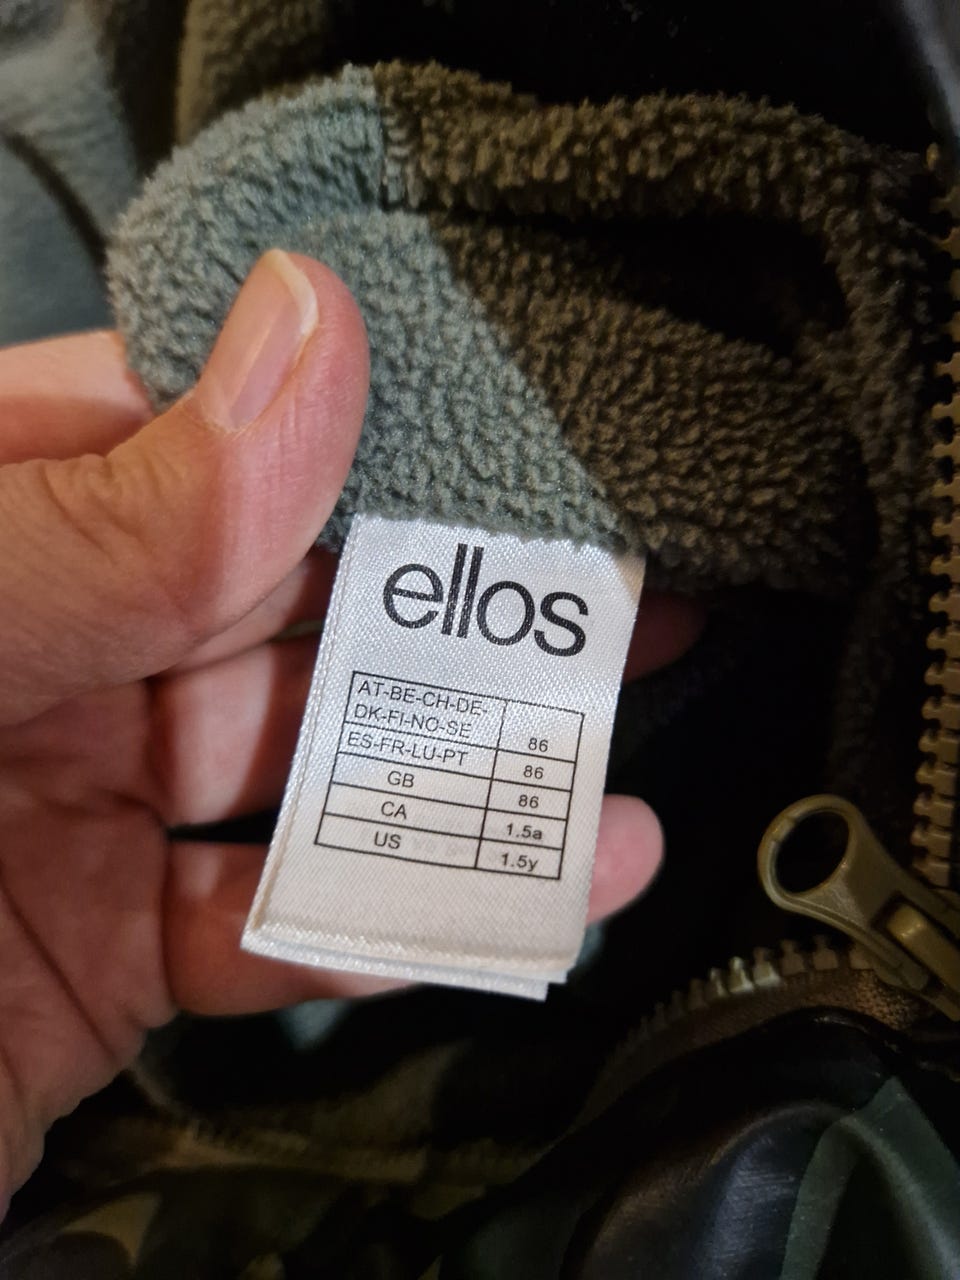 ellos
AT-BE-CH-DE-
DK-FI-NO-SE 86
ES-FR-LU-PT 86
GB 86
CA 1.5a
US 1.5y